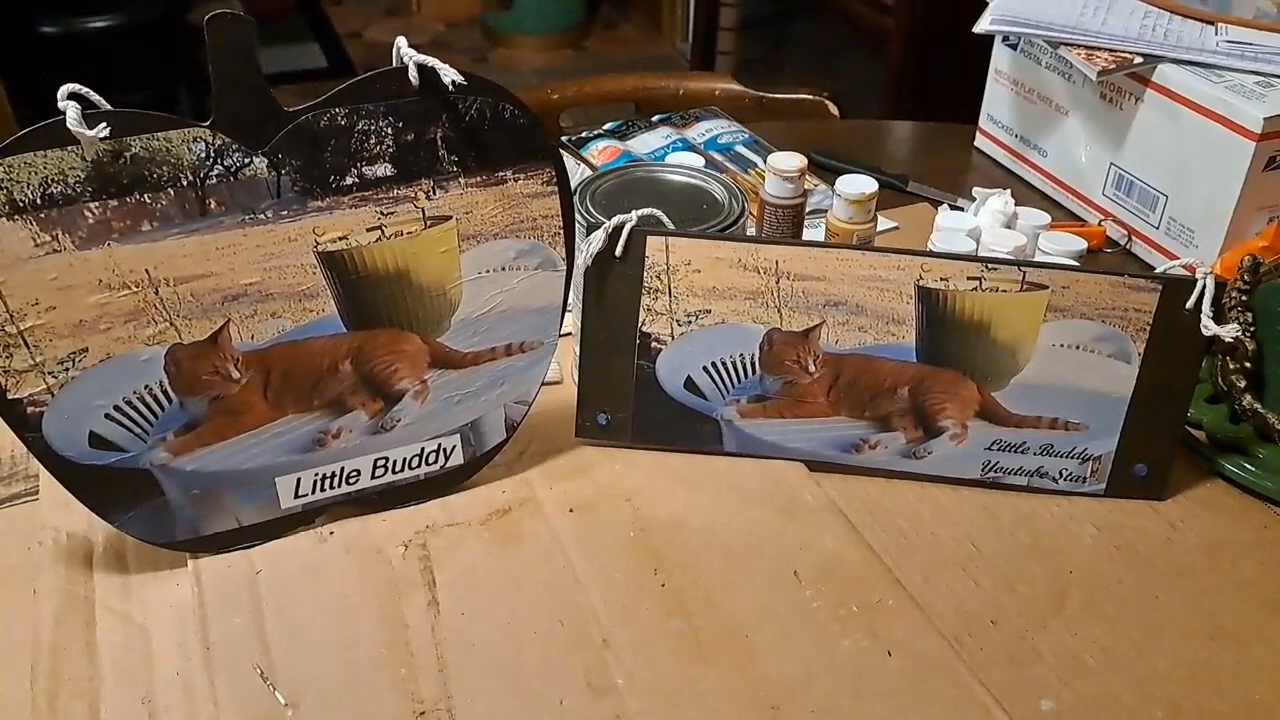 Little Buddy
Little Buddy
Youtube Star
UNITED STATES
POSTAL SERVICE
MEDIUM FLAT RATE BOX
PRIORITY
MAIL
TRACKED • INSURED